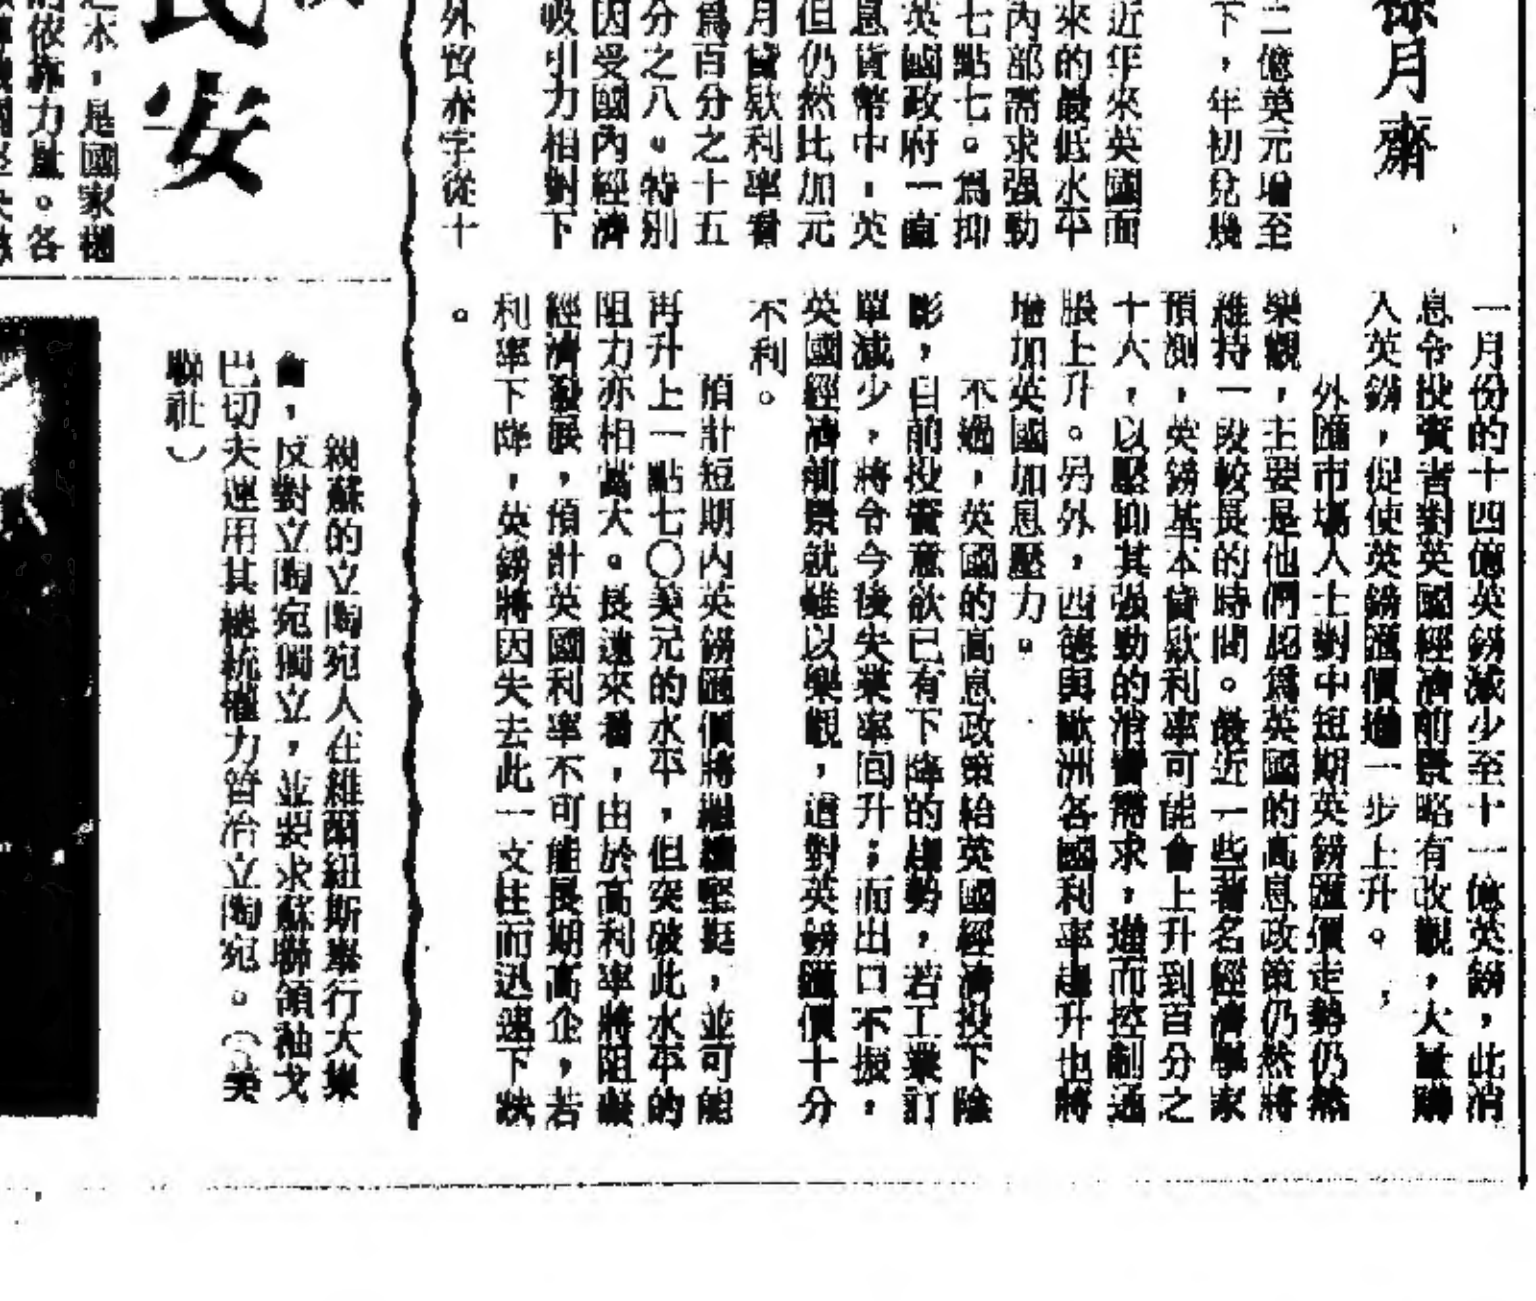 月齋
二億英元增至
下，年初兌幾
近年來英國面
來的最低水平
內部需求强動
七點七。爲抑
英國政府一直
息貨幣中，英
但仍然比加元
月貸欵利率看
爲百分之十五
分之八。特別
因受國內經濟
吸引力相對下
外貿赤字從十
一月份的十四億英鎊減少至十一億英鎊，此消
息令投資者對英國經濟前景略有改觀，大量購
入英鎊，促使英鎊匯價進一步上升。
外匯市場人士對中短期英鎊匯價走勢仍然
樂觀，主要是他們認爲英國的高息政策仍然將
維持一段較長的時間。最近一些著名經濟學家
預測，英鎊基本貸欵利率可能會上升到百分之
十六，以壓抑其强動的消費需求，進而控制通
脹上升。另外，西德與歐洲各國利率趨升也將
增加英國加息壓力。
不過，英國的高息政策給英國經濟投下陰
影，目前投資意欲已有下降的趨勢，若工業訂
單減少，將令今後失業率回升；而出口不振，
英國經濟前景就難以樂觀，這對英鎊匯價十分
不利。
預計短期內英鎊匯價將繼續堅挺，並可能
再升上一點七〇美元的水平，但突破此水平的
阻力亦相當大。長遠來看，由於高利率將阻礙
經濟發展，預計英國利率不可能長期高企，若
利率下降，英鎊將因失去此一支柱而迅速下跌
。
民安
本，是國家
的依靠力量。各
親蘇的立陶宛人在維爾紐斯舉行大集
會，反對立陶宛獨立，並要求蘇聯領袖戈
巴切夫運用其總統權力管治立陶宛。（美
聯社）